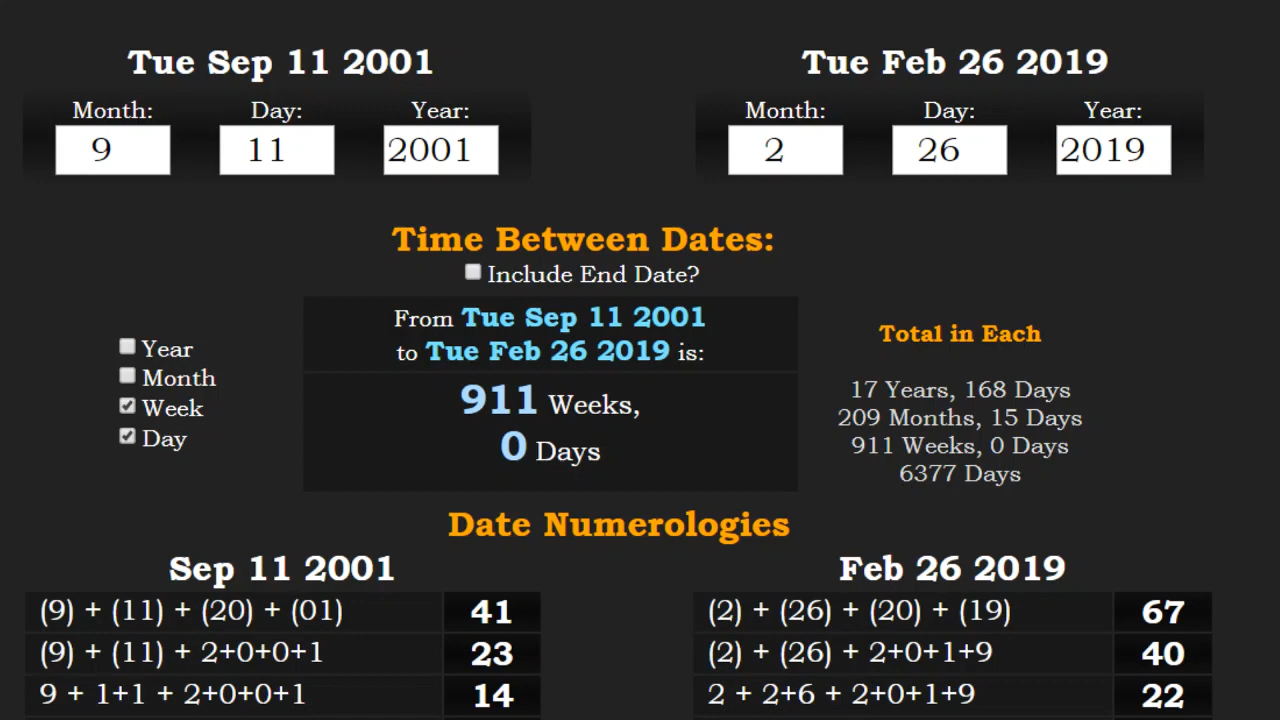 Tue Sep 11 2001
Month: Day: Year:
9 11 2001
Tue Feb 26 2019
Month: Day: Year:
2 26 2019
Time Between Dates:
Include End Date?
Year
Month
Week
Day
From Tue Sep 11 2001
to Tue Feb 26 2019 is:
911 Weeks,
0 Days
Total in Each
17 Years, 168 Days
209 Months, 15 Days
911 Weeks, 0 Days
6377 Days
Date Numerologies
Sep 11 2001
(9) + (11) + (20) + (01) 41
(9) + (11) + 2+0+0+1 23
9 + 1+1 + 2+0+0+1 14
Feb 26 2019
(2) + (26) + (20) + (19) 67
(2) + (26) + 2+0+1+9 40
2 + 2+6 + 2+0+1+9 22